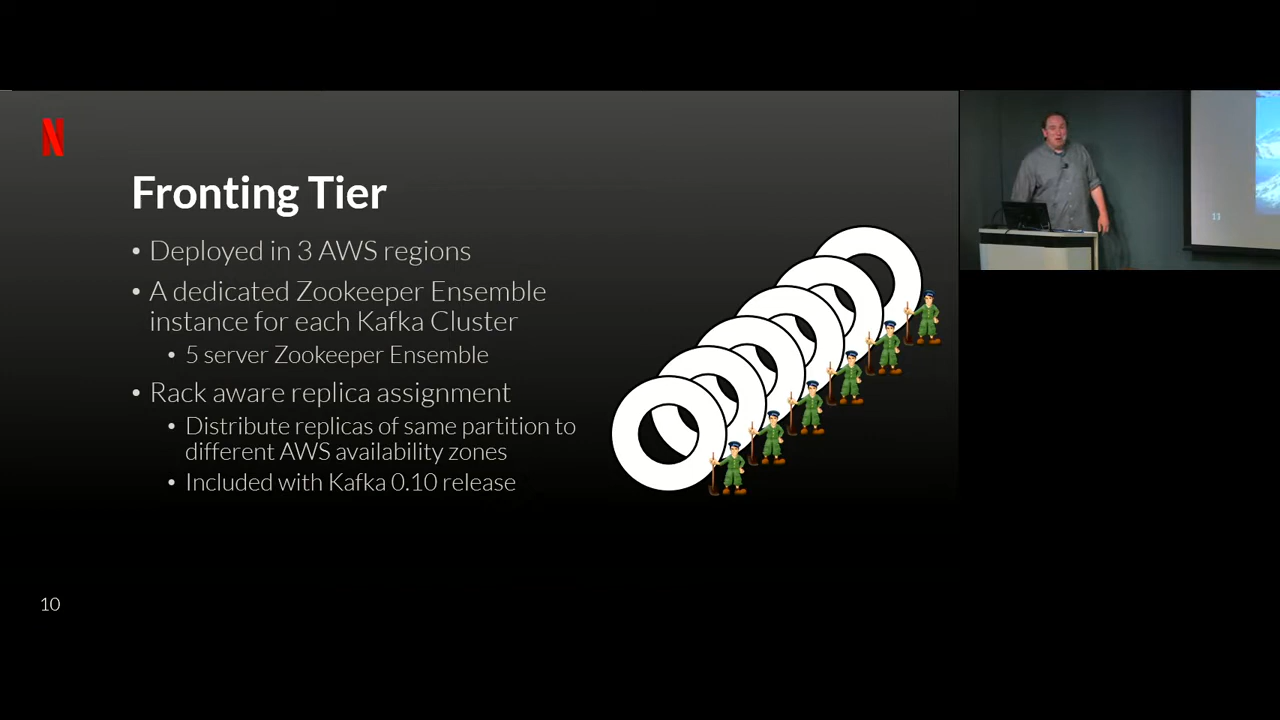 N
Fronting Tier
• Deployed in 3 AWS regions
• A dedicated Zookeeper Ensemble
instance for each Kafka Cluster
• 5 server Zookeeper Ensemble
• Rack aware replica assignment
• Distribute replicas of same partition to
different AWS availability zones
• Included with Kafka 0.10 release
10